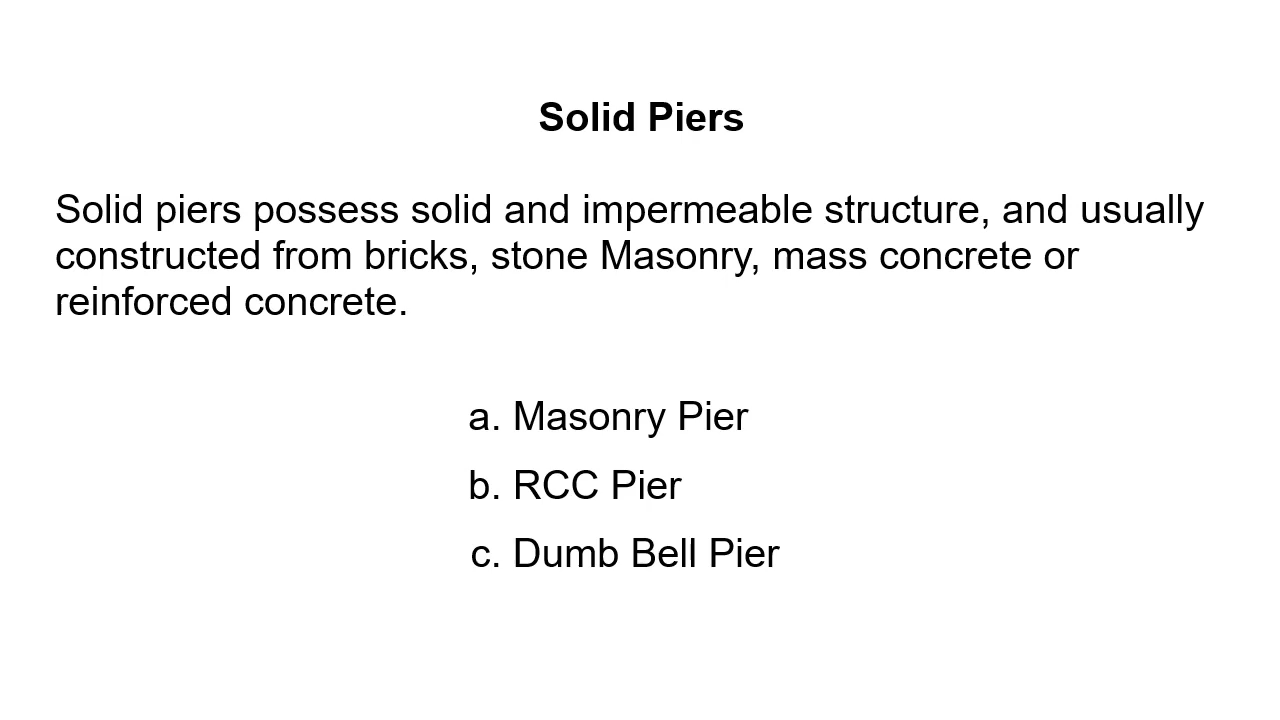 Solid Piers
Solid piers possess solid and impermeable structure, and usually
constructed from bricks, stone Masonry, mass concrete or
reinforced concrete.
a. Masonry Pier
b. RCC Pier
c. Dumb Bell Pier